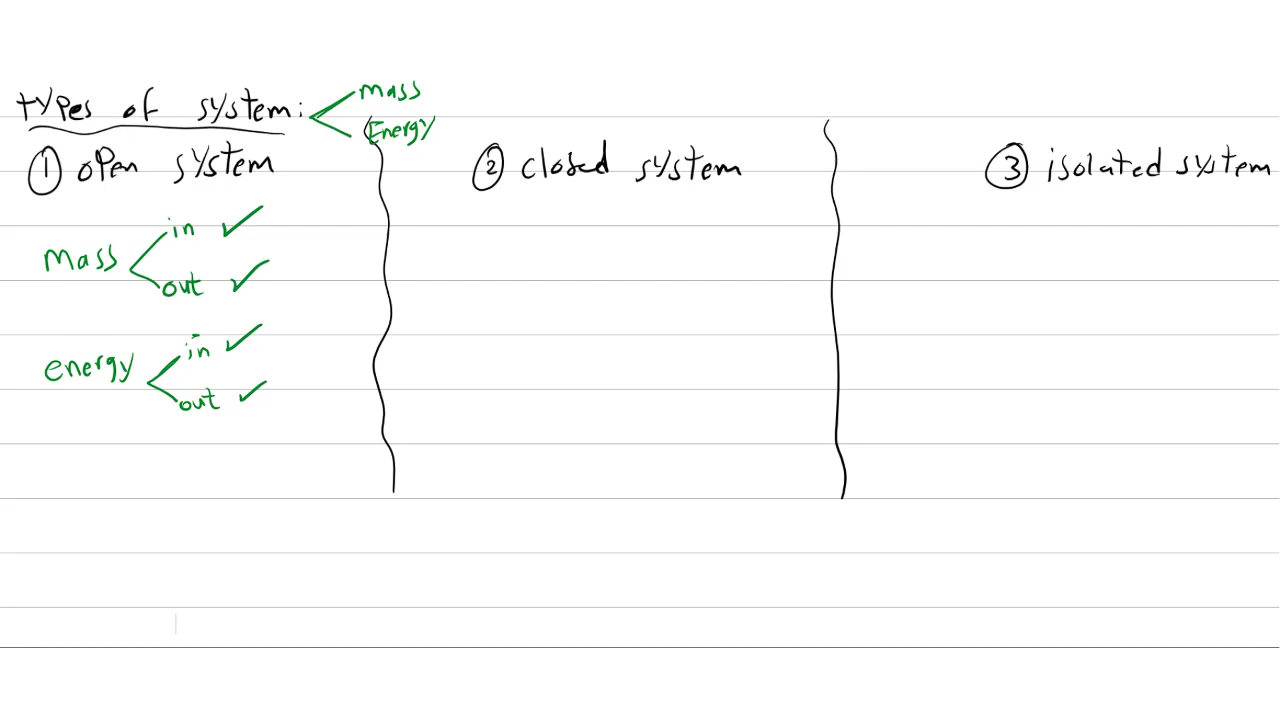 types of system:
mass
Energy
① open system
② closed system
③ isolated system
mass
in ✓
out ✓
energy
in ✓
out ✓